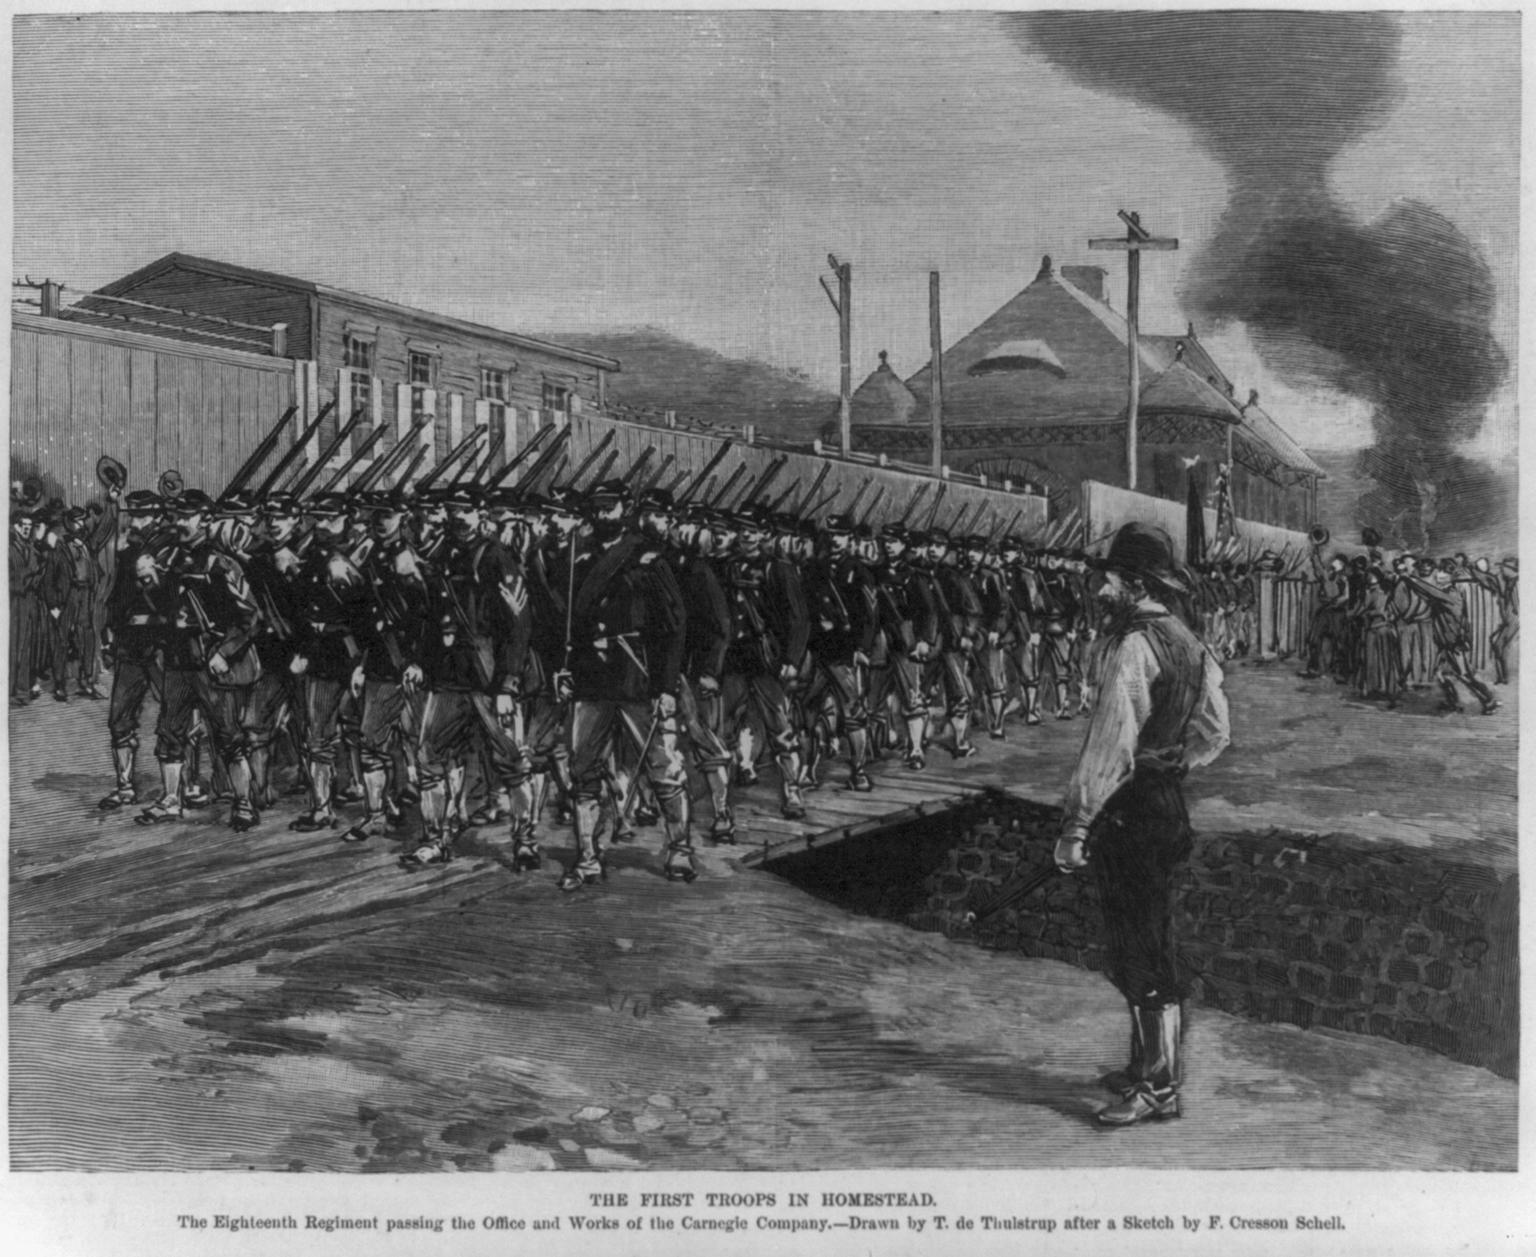 THE FIRST TROOPS IN HOMESTEAD.
The Eighteenth Regiment passing the Office and Works of the Carnegie Company.—Drawn by T. de Thulstrup after a Sketch by F. Cresson Schell.